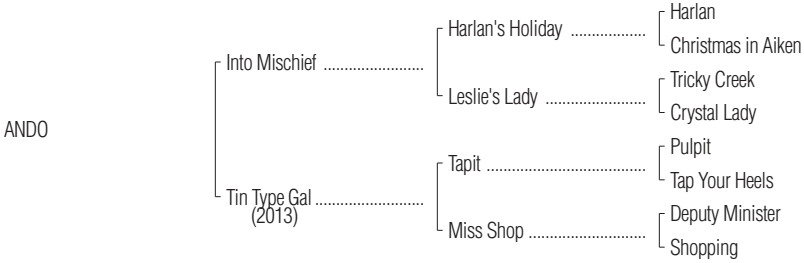 Harlan
Harlan's Holiday ...................
Christmas in Aiken
Into Mischief .........................
Tricky Creek
Leslie's Lady .........................
Crystal Lady
ANDO
Pulpit
Tapit ........................................
Tap Your Heels
Tin Type Gal ...........................
(2013)
Deputy Minister
Miss Shop .............................
Shopping